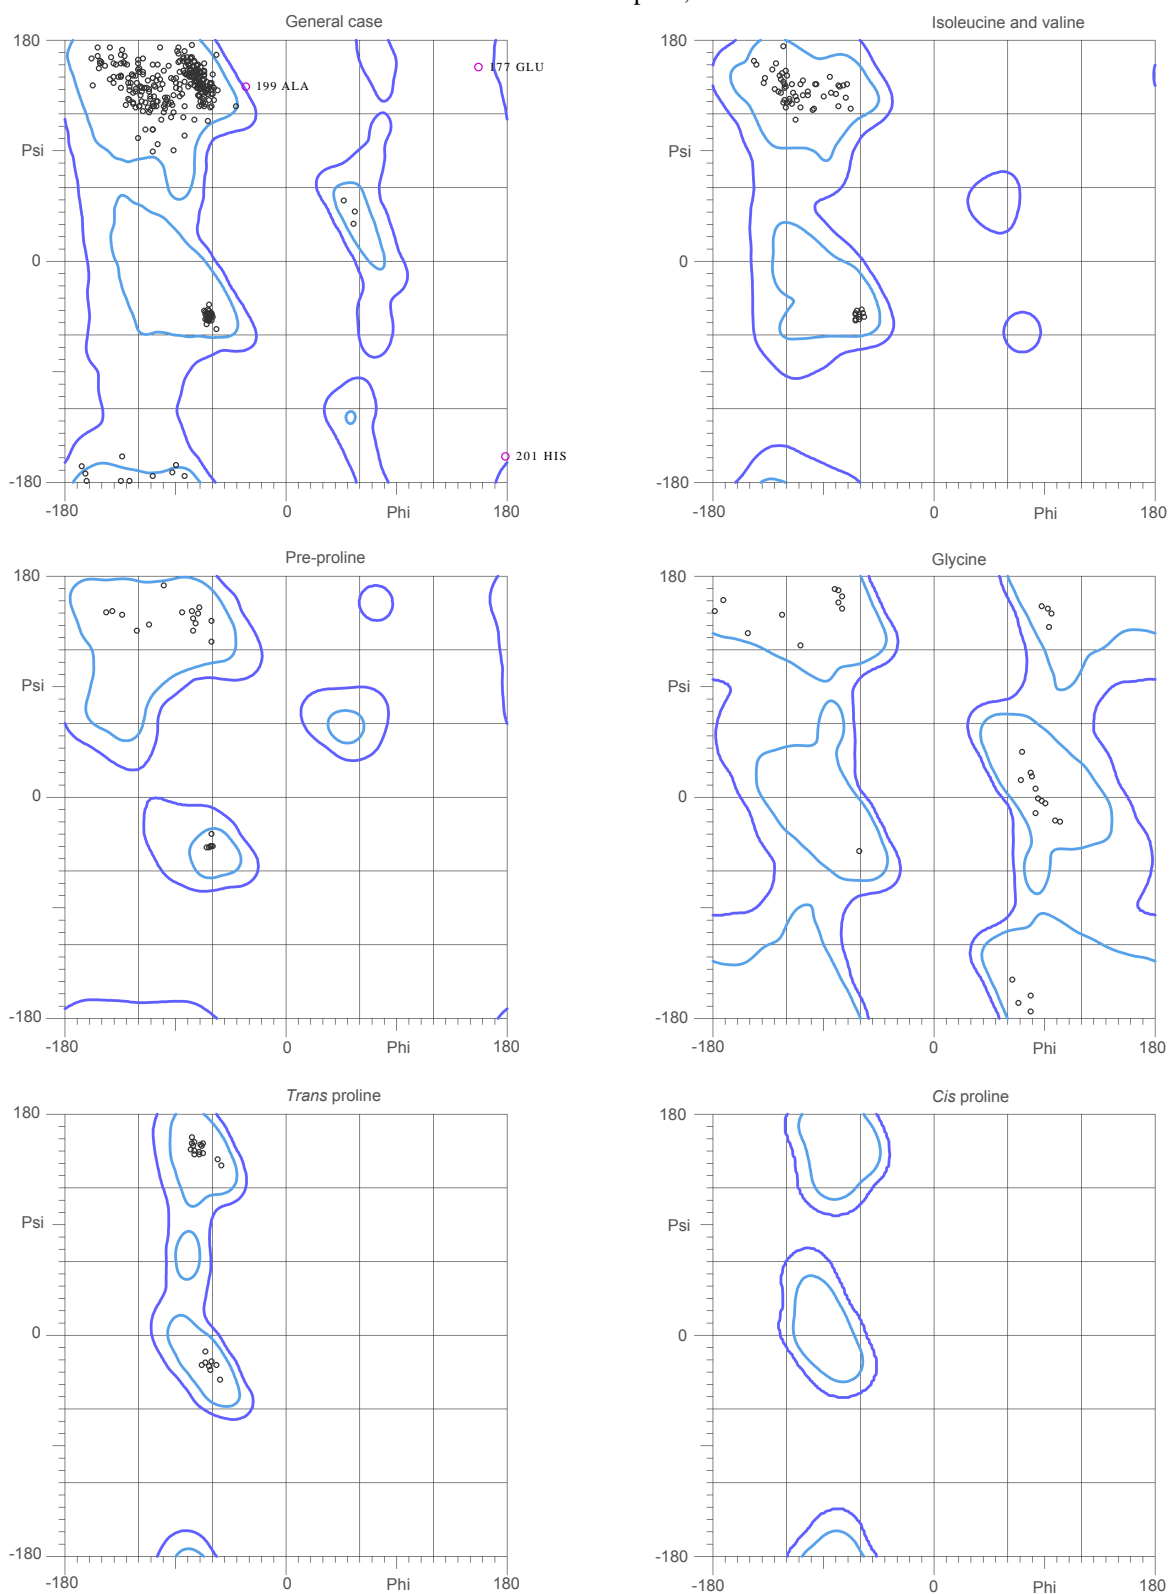 General case
Isoleucine and valine
180
177 GLU
199 ALA
Psi
0
201 HIS
-180
-180
0
Phi
180
180
Psi
0
-180
-180
0
Phi
180
Pre-proline
Glycine
180
Psi
0
-180
-180
0
Phi
180
180
Psi
0
-180
-180
0
Phi
180
Trans proline
Cis proline
180
Psi
0
-180
-180
0
Phi
180
180
Psi
0
-180
-180
0
Phi
180